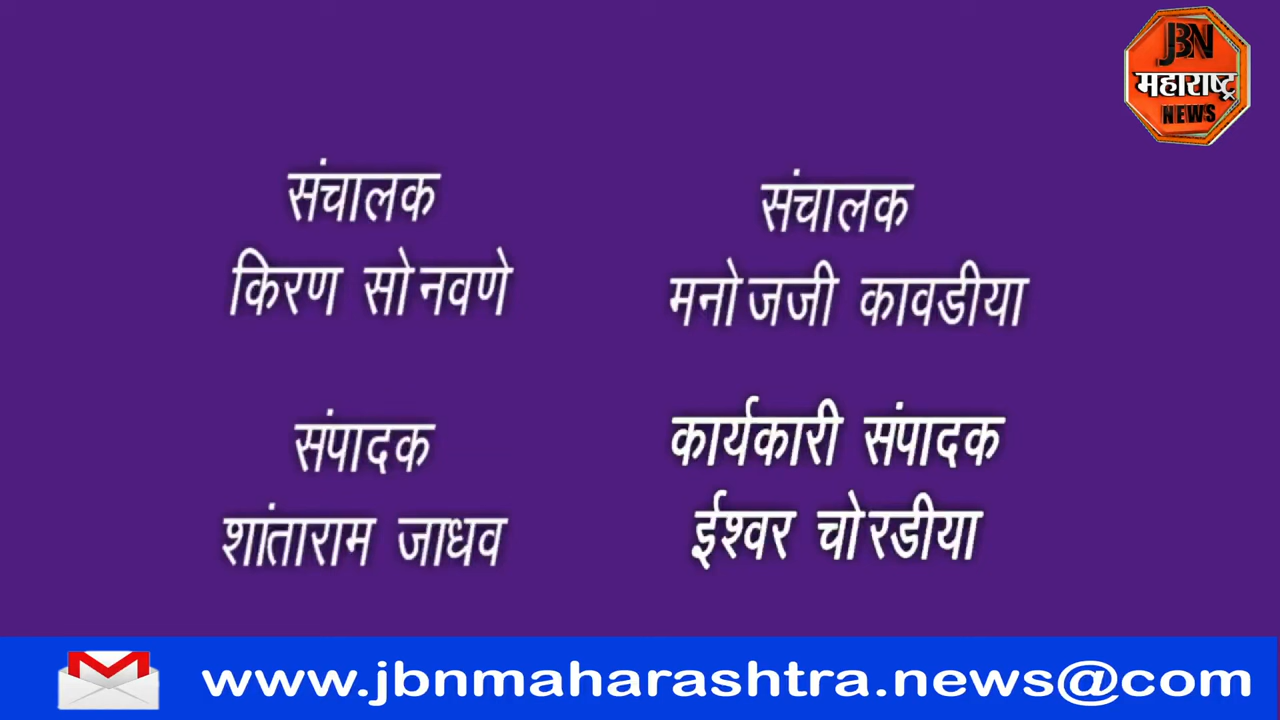 JBN
महाराष्ट्र
NEWS
संचालक
किरण सोनवणे
संचालक
मनोजजी कावडीया
संपादक
शांताराम जाधव
कार्यकारी संपादक
ईश्वर चोरडीया
www.jbnmaharashtra.news@com